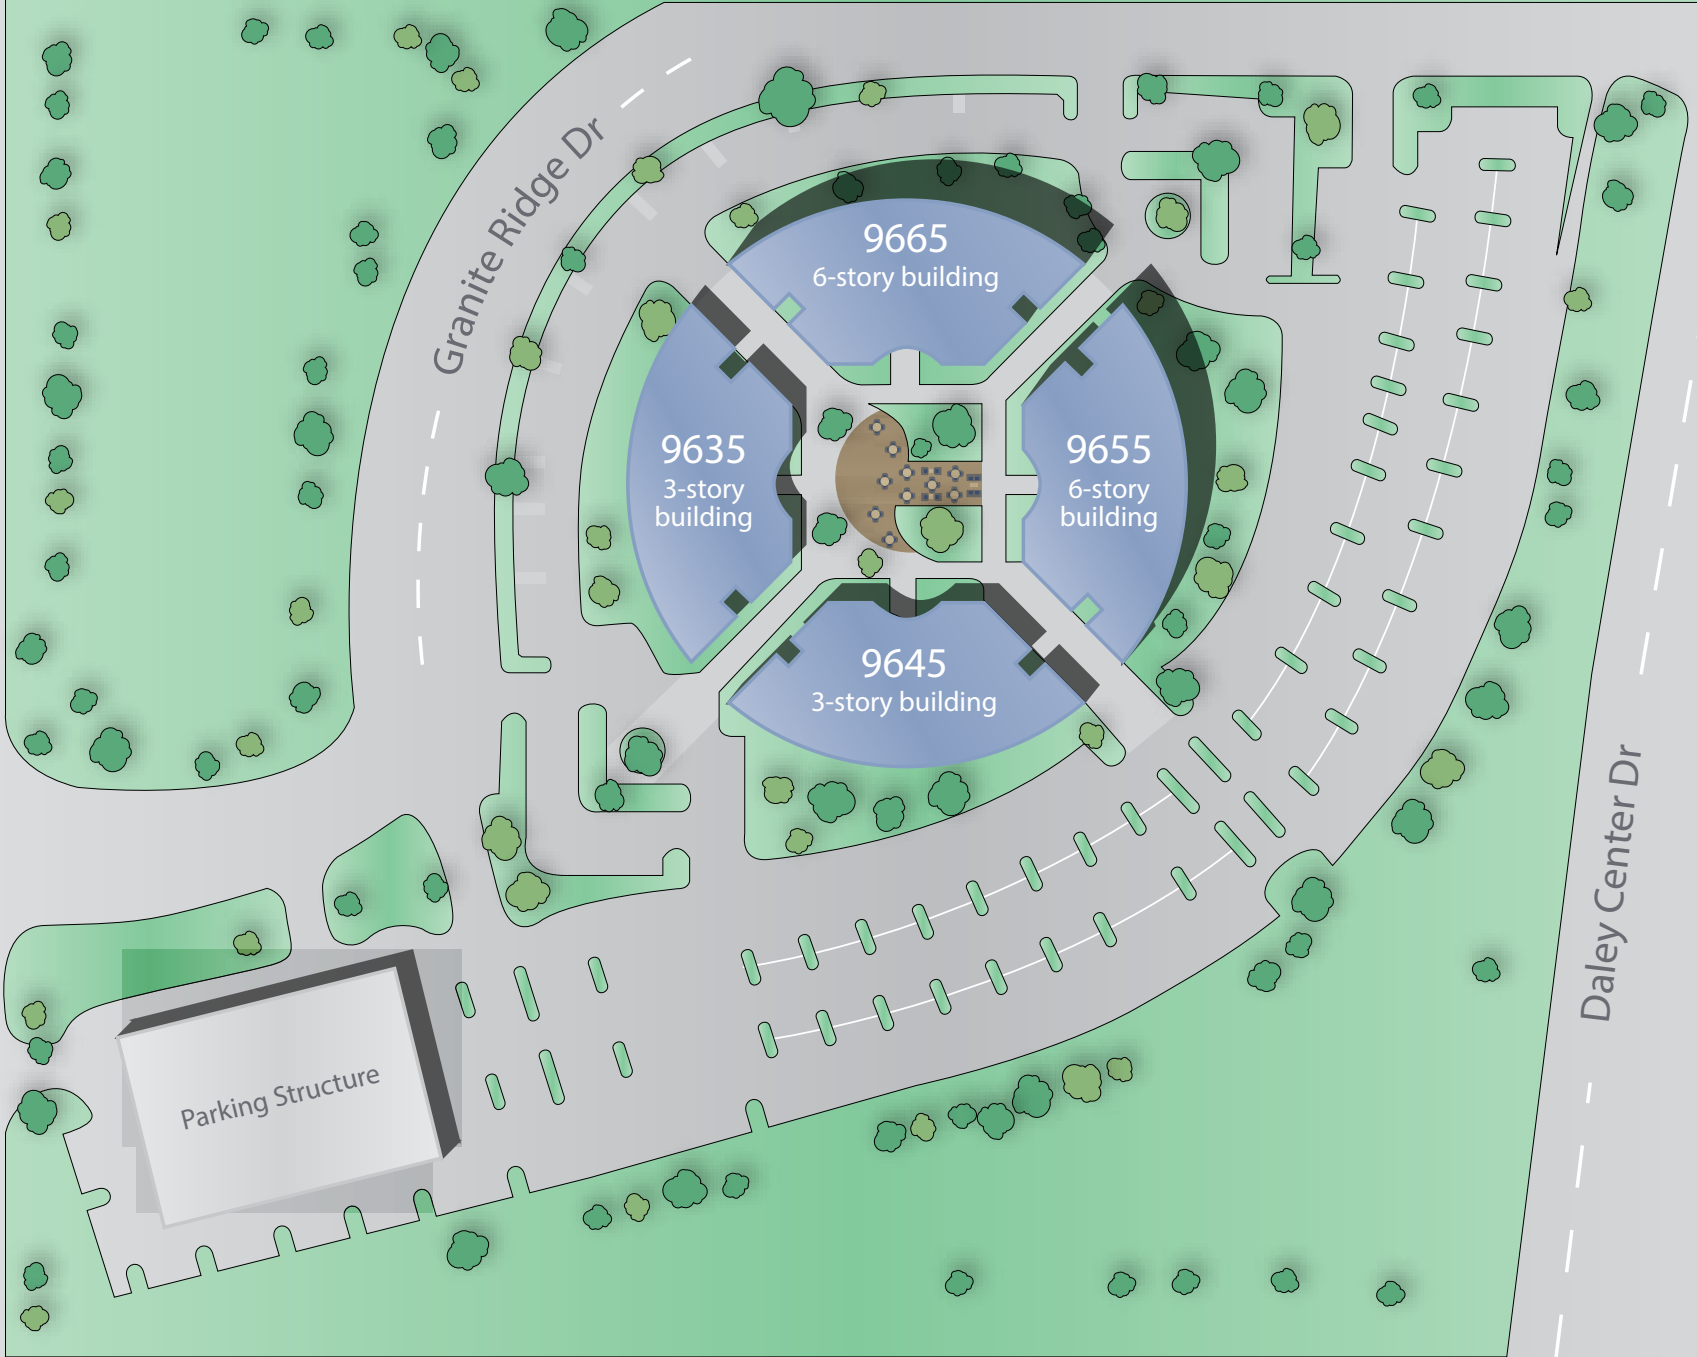 Granite Ridge Dr
9665
6-story building
9635
3-story
building
9655
6-story
building
9645
3-story building
Daley Center Dr
Parking Structure